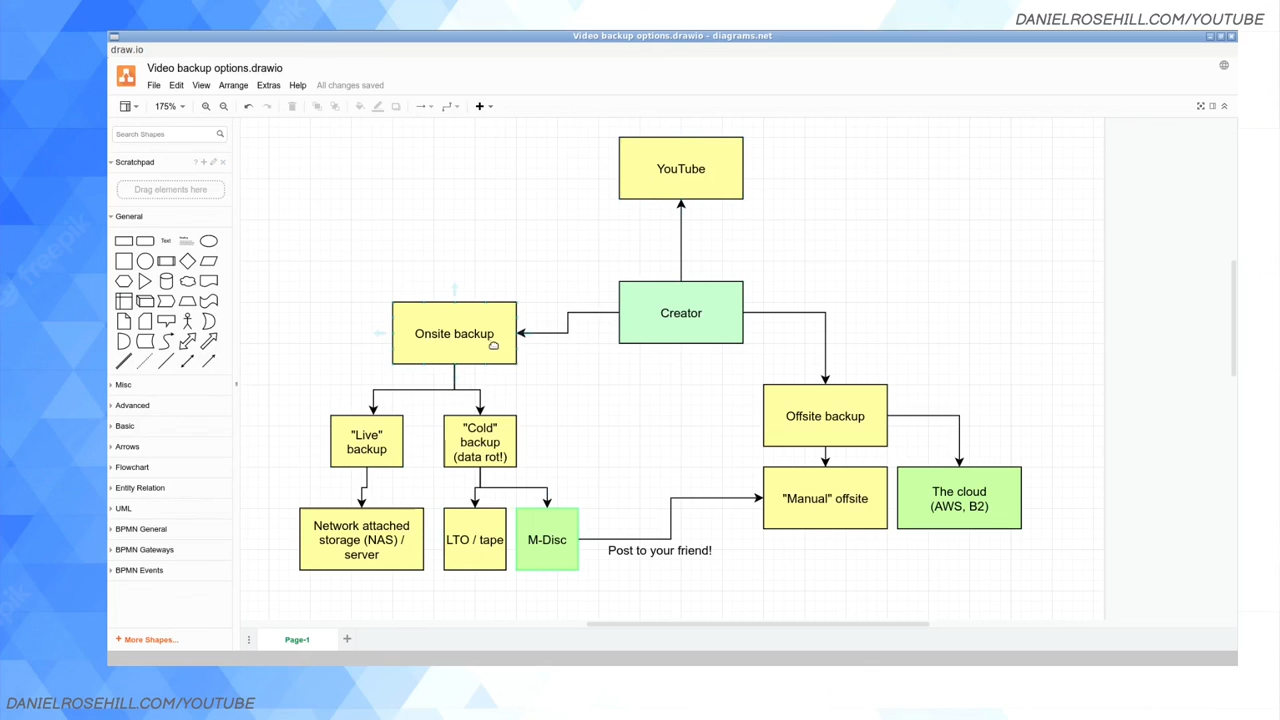 DANIELROSEHILL.COM/YOUTUBE
Video backup options.drawio - diagrams.net
draw.io
Video backup options.drawio
File Edit View Arrange Extras Help All changes saved
175%
Search Shapes
Scratchpad
Drag elements here
General
Text
Misc
Advanced
Basic
Arrows
Flowchart
Entity Relation
UML
BPMN General
BPMN Gateways
BPMN Events
+ More Shapes...
YouTube
Creator
Onsite backup
Offsite backup
"Live"
backup
"Cold"
backup
(data rot!)
"Manual" offsite
The cloud
(AWS, B2)
Network attached
storage (NAS) /
server
LTO / tape
M-Disc
Post to your friend!
Page-1
DANIELROSEHILL.COM/YOUTUBE